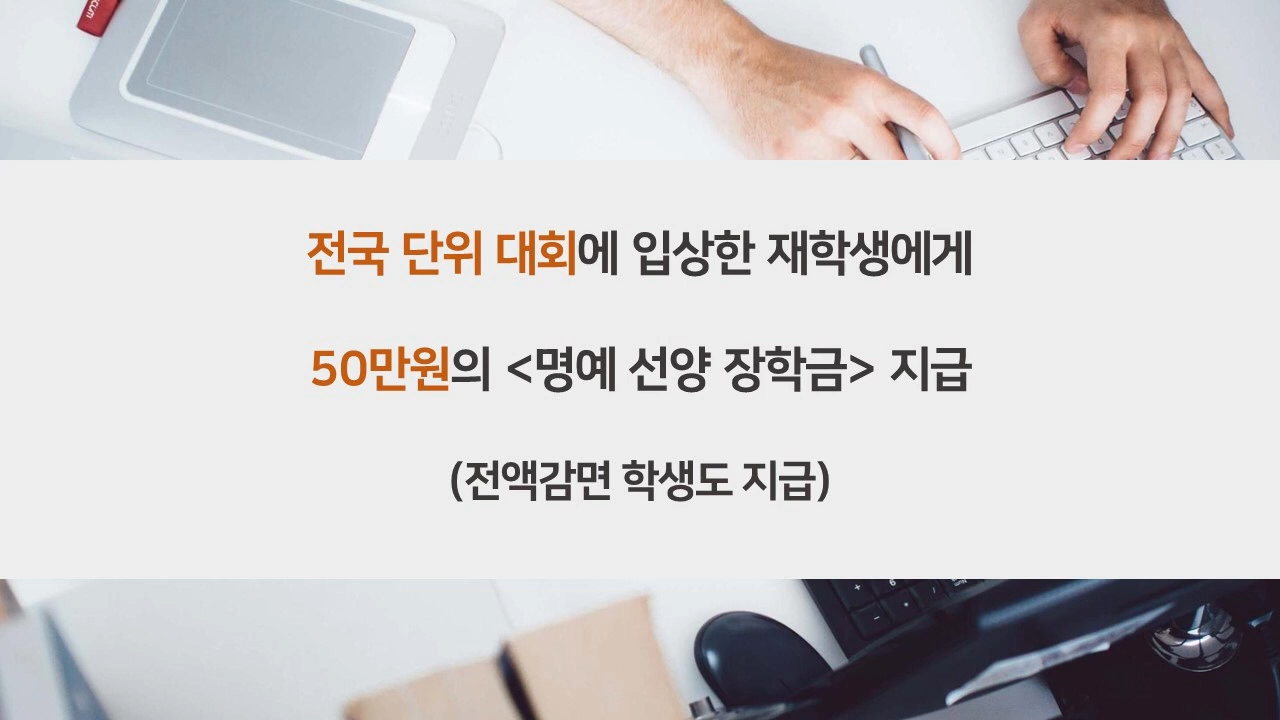 전국 단위 대회에 입상한 재학생에게
50만원의 <명예 선양 장학금> 지급
(전액감면 학생도 지급)